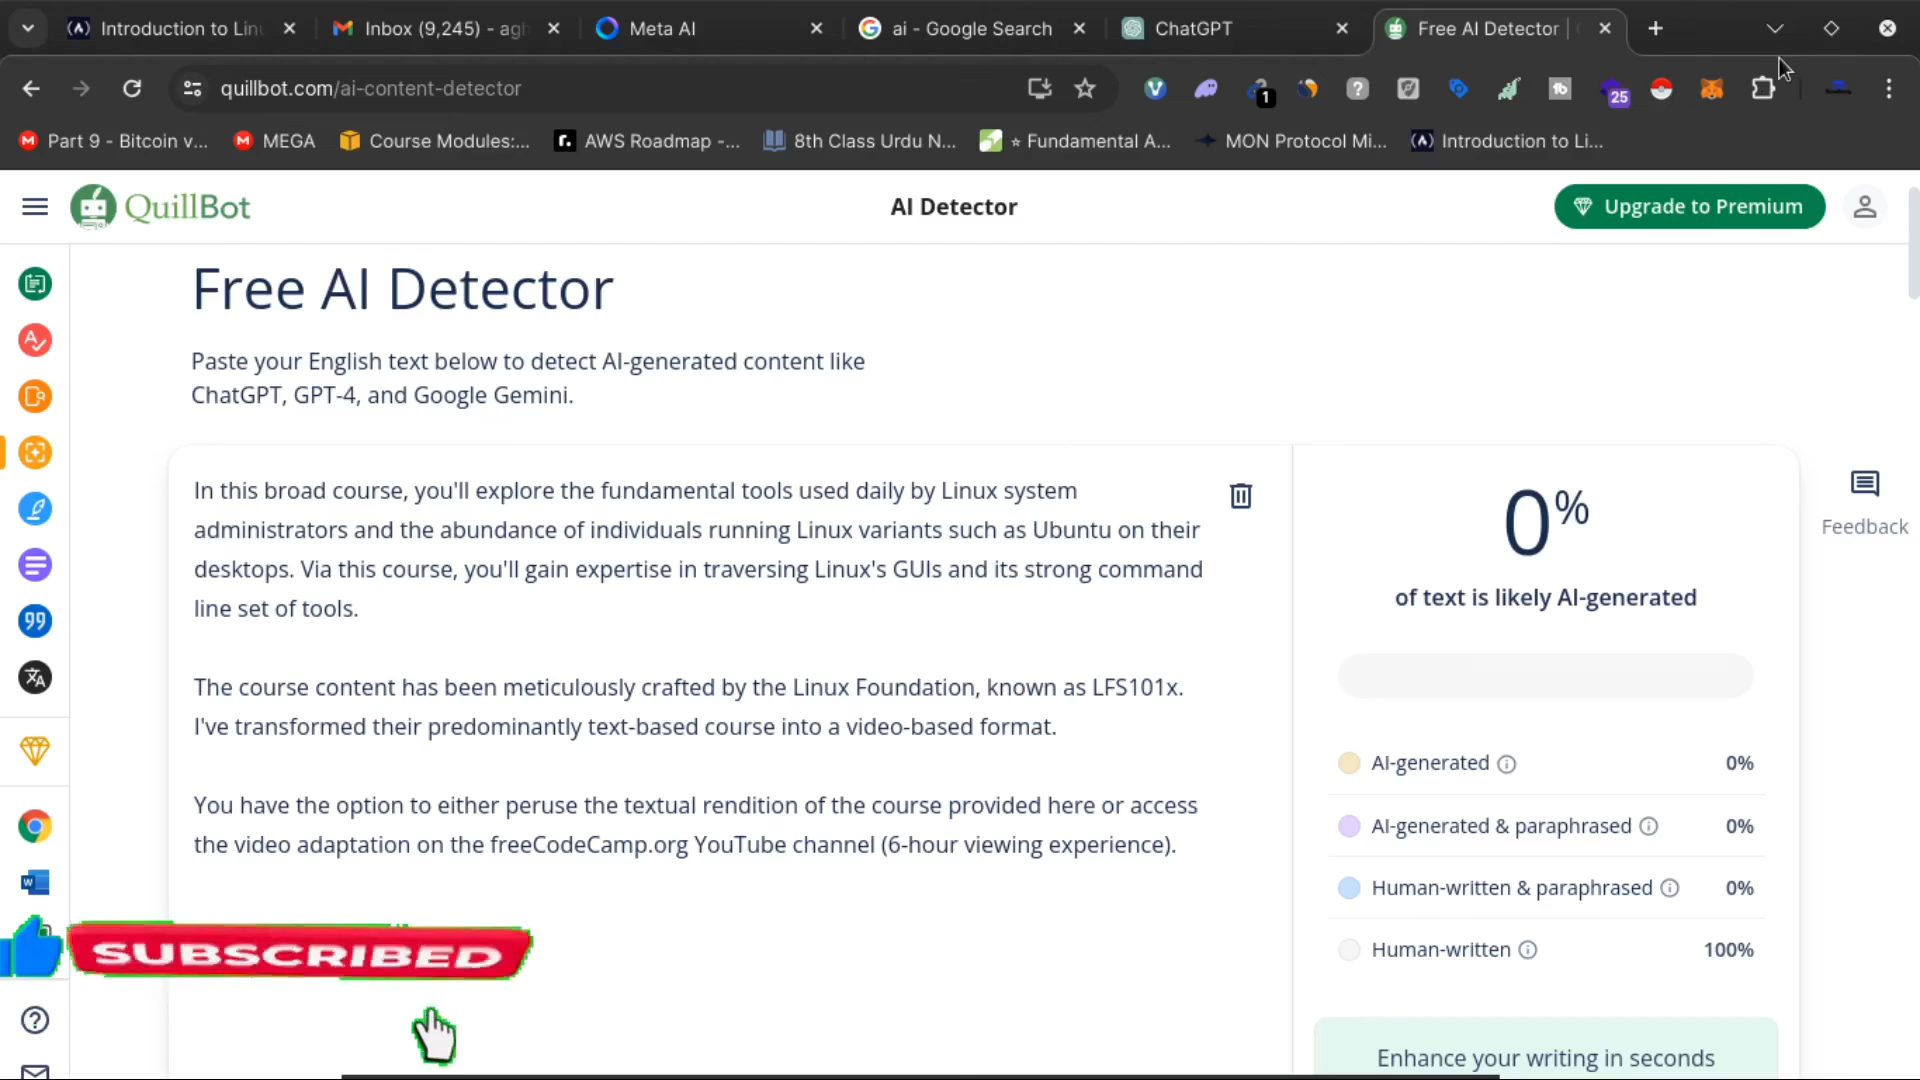 Introduction to Lin
Inbox (9,245) - agh
Meta AI
ai - Google Search
ChatGPT
Free AI Detector |
quillbot.com/ai-content-detector
1
25
Part 9 - Bitcoin v...
MEGA
Course Modules:...
AWS Roadmap -...
8th Class Urdu N...
⭐ Fundamental A...
MON Protocol Mi...
Introduction to Li...
QuillBot
AI Detector
Upgrade to Premium
Free AI Detector
Paste your English text below to detect AI-generated content like
ChatGPT, GPT-4, and Google Gemini.
In this broad course, you'll explore the fundamental tools used daily by Linux system
administrators and the abundance of individuals running Linux variants such as Ubuntu on their
desktops. Via this course, you'll gain expertise in traversing Linux's GUIs and its strong command
line set of tools.
The course content has been meticulously crafted by the Linux Foundation, known as LFS101x.
I've transformed their predominantly text-based course into a video-based format.
You have the option to either peruse the textual rendition of the course provided here or access
the video adaptation on the freeCodeCamp.org YouTube channel (6-hour viewing experience).
0%
of text is likely AI-generated
AI-generated 0%
AI-generated & paraphrased 0%
Human-written & paraphrased 0%
Human-written 100%
Enhance your writing in seconds
Feedback
SUBSCRIBED